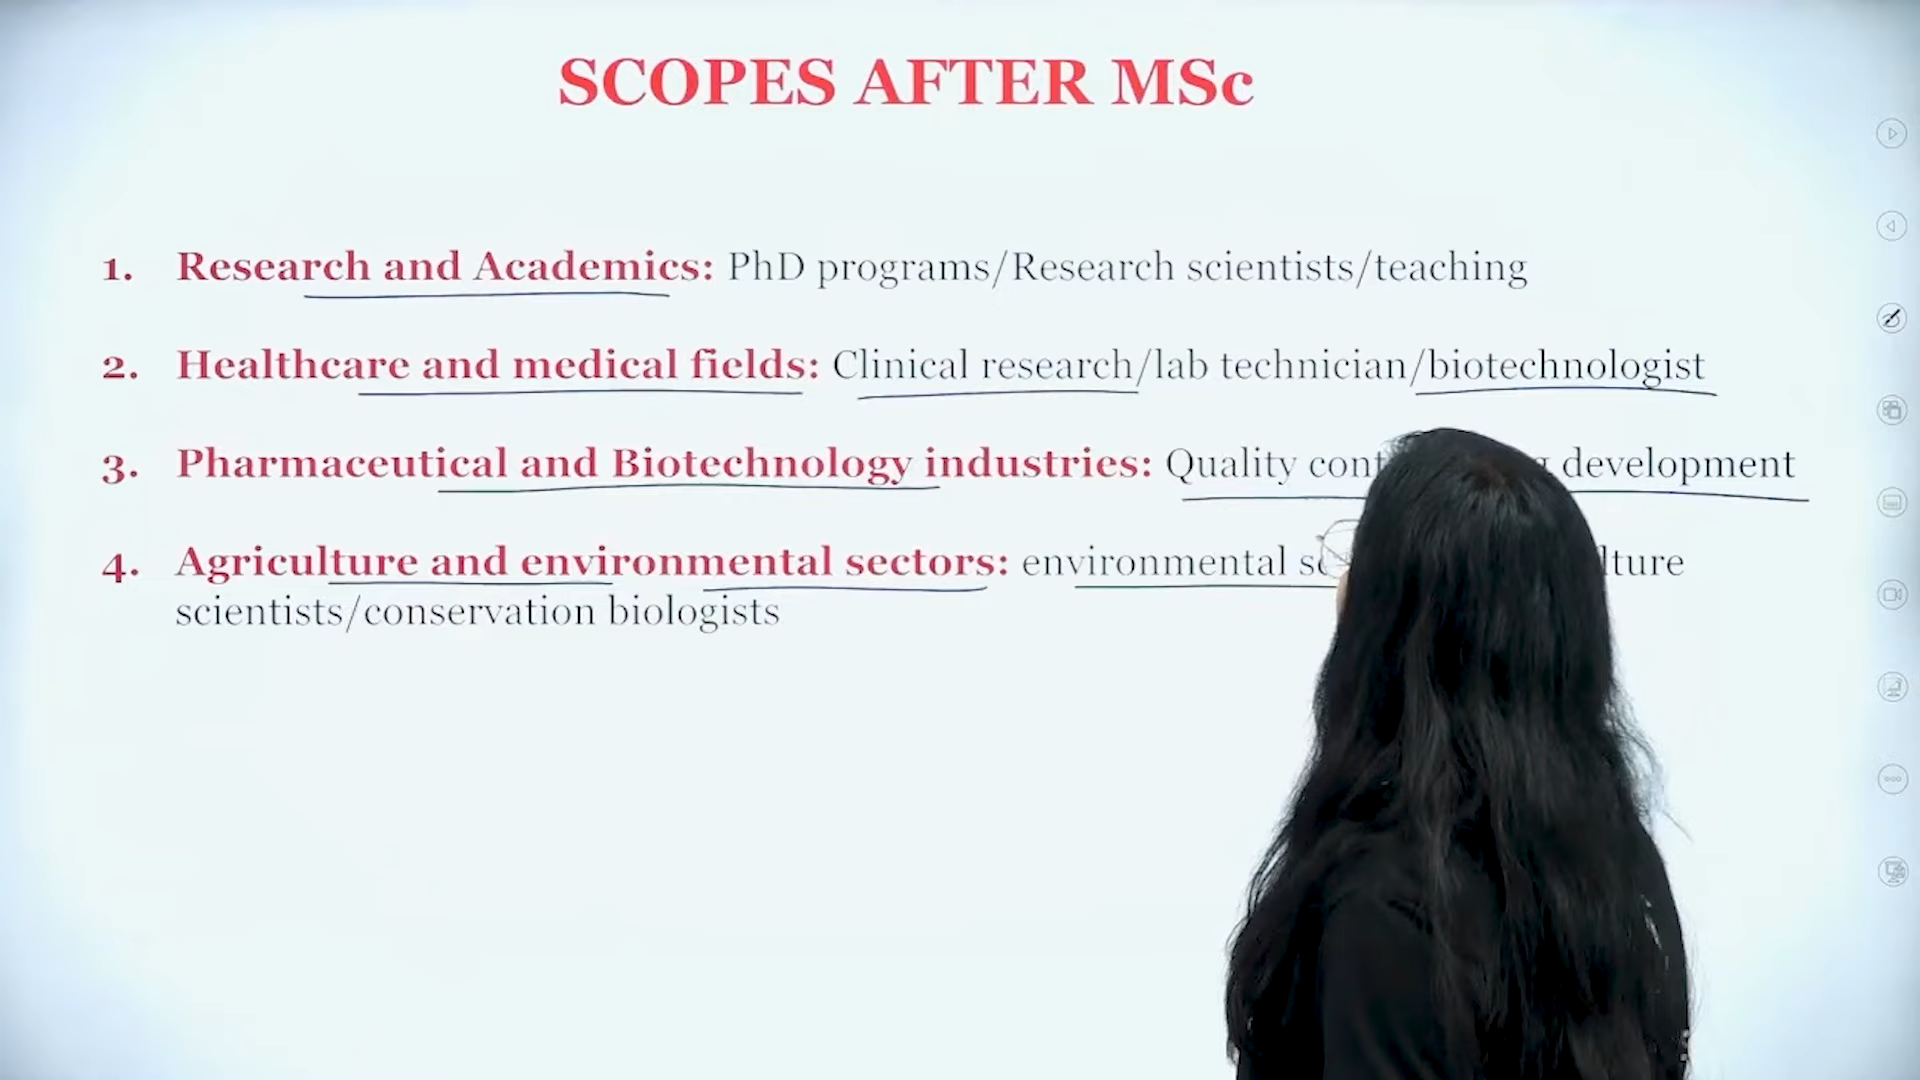 SCOPES AFTER MSc
1. Research and Academics: PhD programs/Research scientists/teaching
2. Healthcare and medical fields: Clinical research/lab technician/biotechnologist
3. Pharmaceutical and Biotechnology industries: Quality development
4. Agriculture and environmental sectors: environmental
scientists/conservation biologists